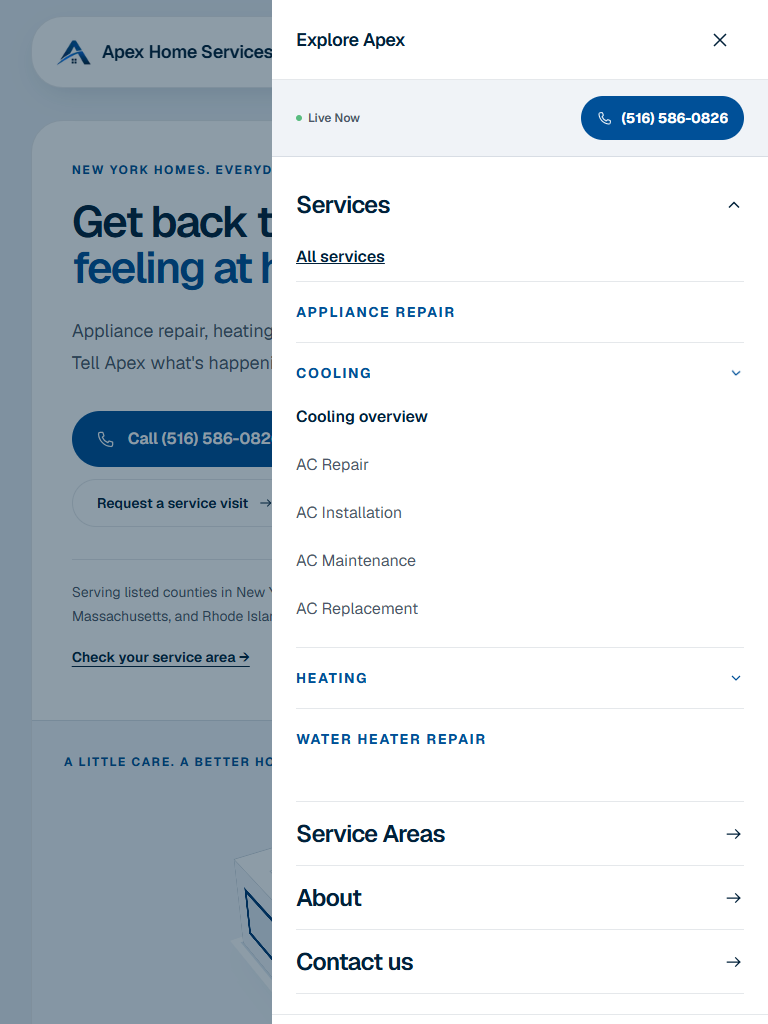 Apex Home Services
NEW YORK HOMES. EVERYD
Get back t
feeling at h
Appliance repair, heating
Tell Apex what's happeni
Call (516) 586-082
Request a service visit →
Serving listed counties in New Y
Massachusetts, and Rhode Islan
Check your service area →
A LITTLE CARE. A BETTER HO
Explore Apex
Live Now
(516) 586-0826
Services
All services
APPLIANCE REPAIR
COOLING
Cooling overview
AC Repair
AC Installation
AC Maintenance
AC Replacement
HEATING
WATER HEATER REPAIR
Service Areas →
About →
Contact us →